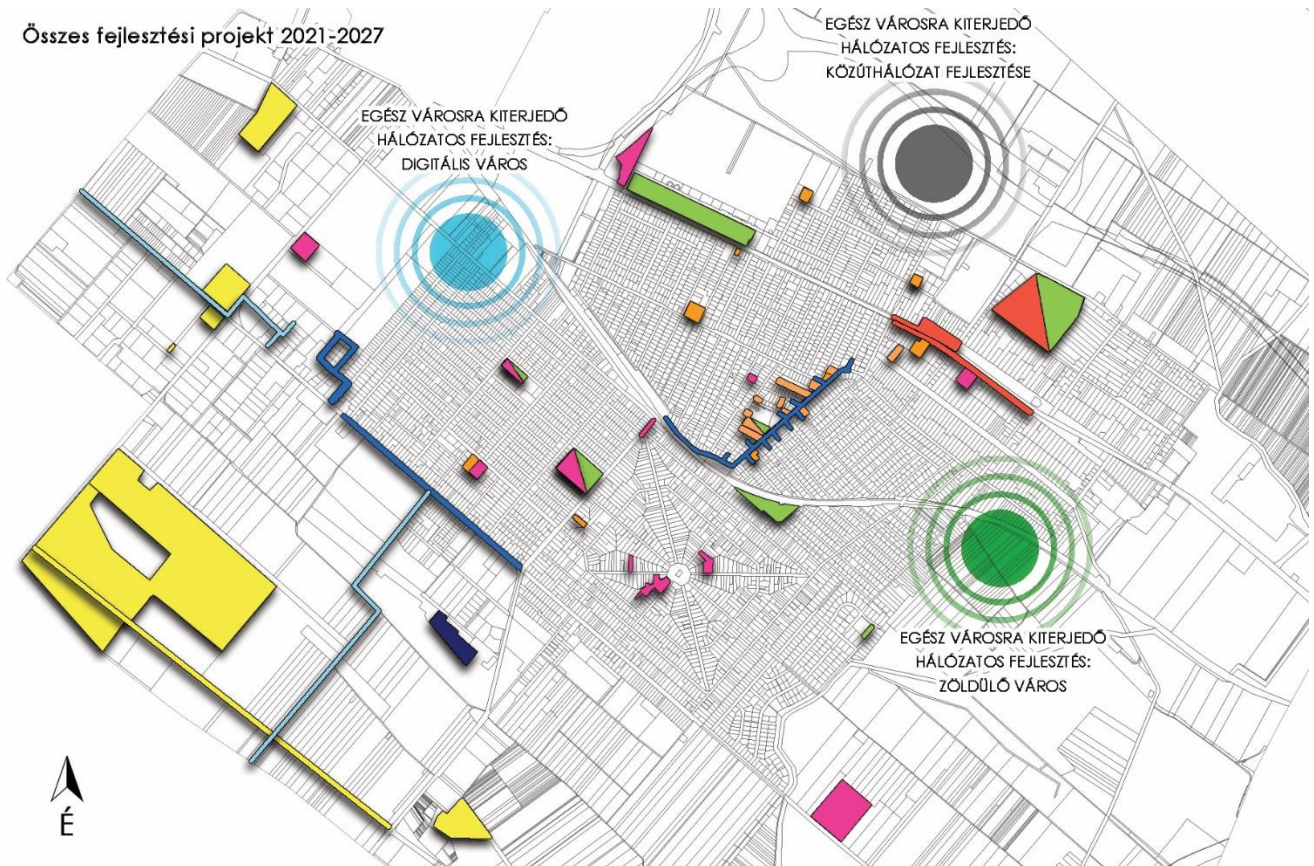 Összes fejlesztési projekt 2021-2027
EGÉSZ VÁROSRA KITERJEDŐ
HÁLÓZATOS FEJLESZTÉS:
KÖZÚTHÁLÓZAT FEJLESZTÉSE
EGÉSZ VÁROSRA KITERJEDŐ
HÁLÓZATOS FEJLESZTÉS:
DIGITÁLIS VÁROS
EGÉSZ VÁROSRA KITERJEDŐ
HÁLÓZATOS FEJLESZTÉS:
ZÖLDÜLŐ VÁROS
É